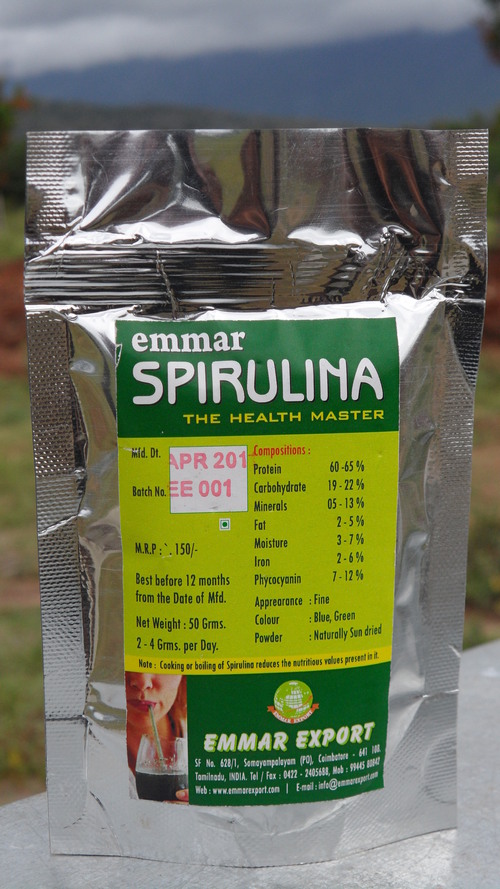 emmar
SPIRULINA
THE HEALTH MASTER
Mfd. Dt. APR 201
Batch No. EE 001
M.R.P : `. 150/-
Best before 12 months
from the Date of Mfd.
Net Weight : 50 Grms.
2 - 4 Grms. per Day.
Compositions :
Protein 60 -65 %
Carbohydrate 19 - 22 %
Minerals 05 - 13 %
Fat 2 - 5 %
Moisture 3 - 7 %
Iron 2 - 6 %
Phycocyanin 7 - 12 %
Apprearance : Fine
Colour : Blue, Green
Powder : Naturally Sun dried
Note : Cooking or boiling of Spirulina reduces the nutritious values present in it.
EMMAR EXPORT
SF No. 628/1, Somayampalayam (PO), Coimbatore - 641 108.
Tamilnadu, INDIA. Tel / Fax : 0422 - 2405688, Mob : 99445 80842
Web : www.emmarexport.com | E-mail : info@emmarexport.com